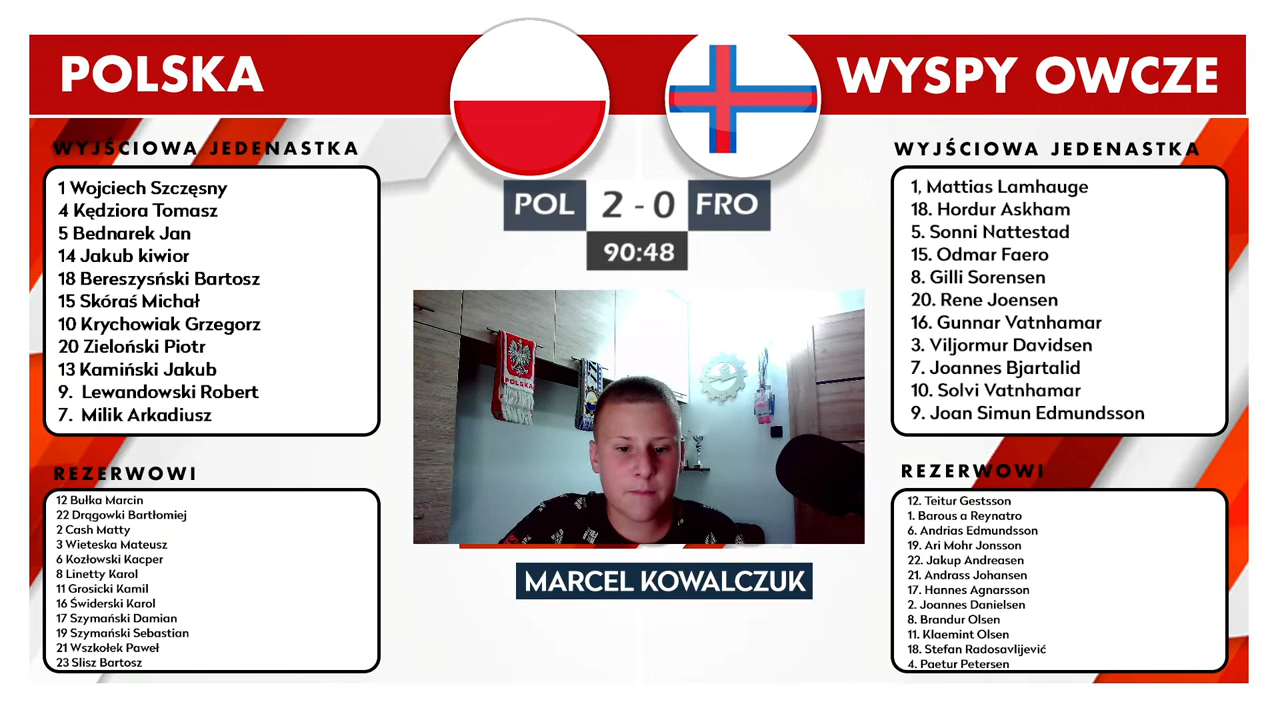 POLSKA
WYSPY OWCZE
WYJŚCIOWA JEDENASTKA
1 Wojciech Szczęsny
4 Kędziora Tomasz
5 Bednarek Jan
14 Jakub kiwior
18 Bereszysński Bartosz
15 Skóraś Michał
10 Krychowiak Grzegorz
20 Zieloński Piotr
13 Kamiński Jakub
9. Lewandowski Robert
7. Milik Arkadiusz
REZERWOWI
12 Bułka Marcin
22 Drągowki Bartłomiej
2 Cash Matty
3 Wieteska Mateusz
6 Kozłowski Kacper
8 Linetty Karol
11 Grosicki Kamil
16 Świderski Karol
17 Szymański Damian
19 Szymański Sebastian
21 Wszkołek Paweł
23 Slisz Bartosz
POL 2 - 0 FRO
90:48
POLSKA
MARCEL KOWALCZUK
WYJŚCIOWA JEDENASTKA
1, Mattias Lamhauge
18. Hordur Askham
5. Sonni Nattestad
15. Odmar Faero
8. Gilli Sorensen
20. Rene Joensen
16. Gunnar Vatnhamar
3. Viljormur Davidsen
7. Joannes Bjartalid
10. Solvi Vatnhamar
9. Joan Simun Edmundsson
REZERWOWI
12. Teitur Gestsson
1. Barous a Reynatro
6. Andrias Edmundsson
19. Ari Mohr Jonsson
22. Jakup Andreasen
21. Andrass Johansen
17. Hannes Agnarsson
2. Joannes Danielsen
8. Brandur Olsen
11. Klaemint Olsen
18. Stefan Radosavlijević
4. Paetur Petersen